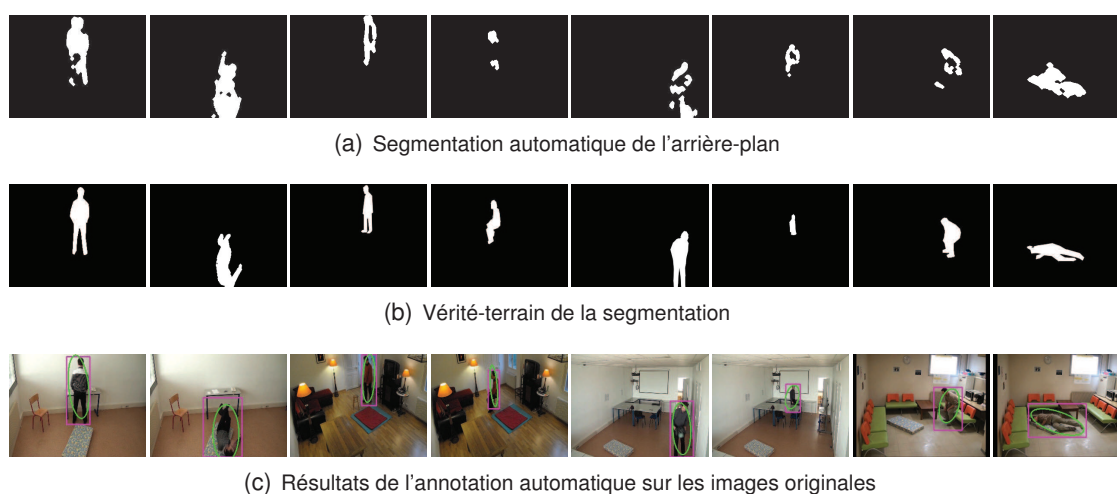 (a) Segmentation automatique de l'arrière-plan
(b) Vérité-terrain de la segmentation
(c) Résultats de l'annotation automatique sur les images originales